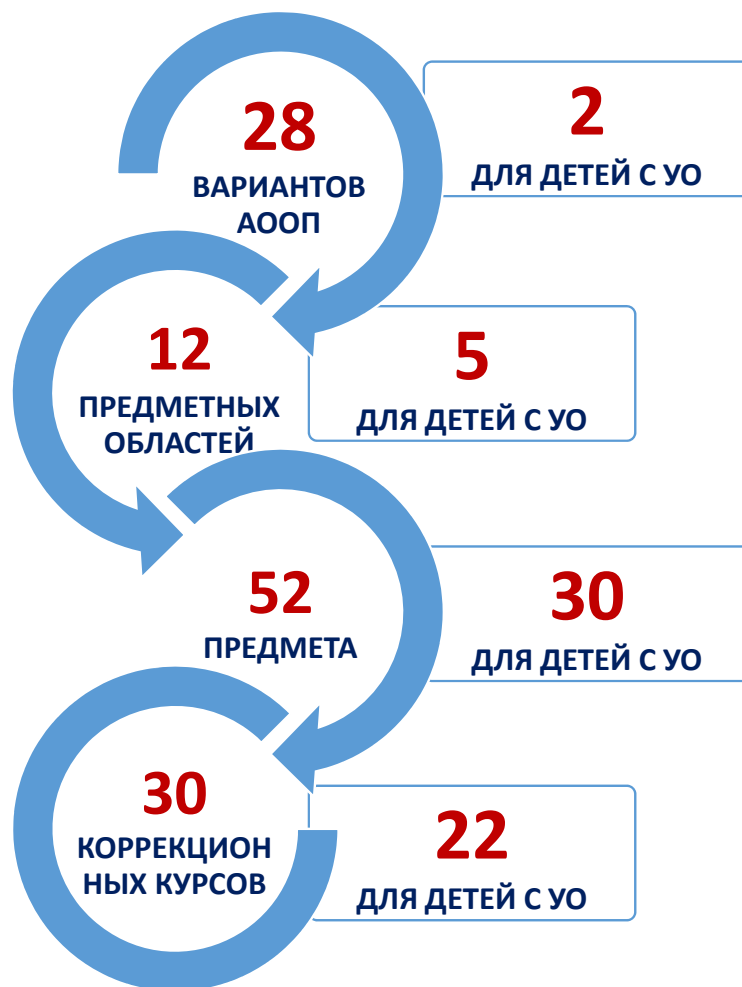 28
ВАРИАНТОВ
АООП
2
ДЛЯ ДЕТЕЙ С УО
12
ПРЕДМЕТНЫХ
ОБЛАСТЕЙ
5
ДЛЯ ДЕТЕЙ С УО
52
ПРЕДМЕТА
30
ДЛЯ ДЕТЕЙ С УО
30
КОРРЕКЦИОН
НЫХ КУРСОВ
22
ДЛЯ ДЕТЕЙ С УО